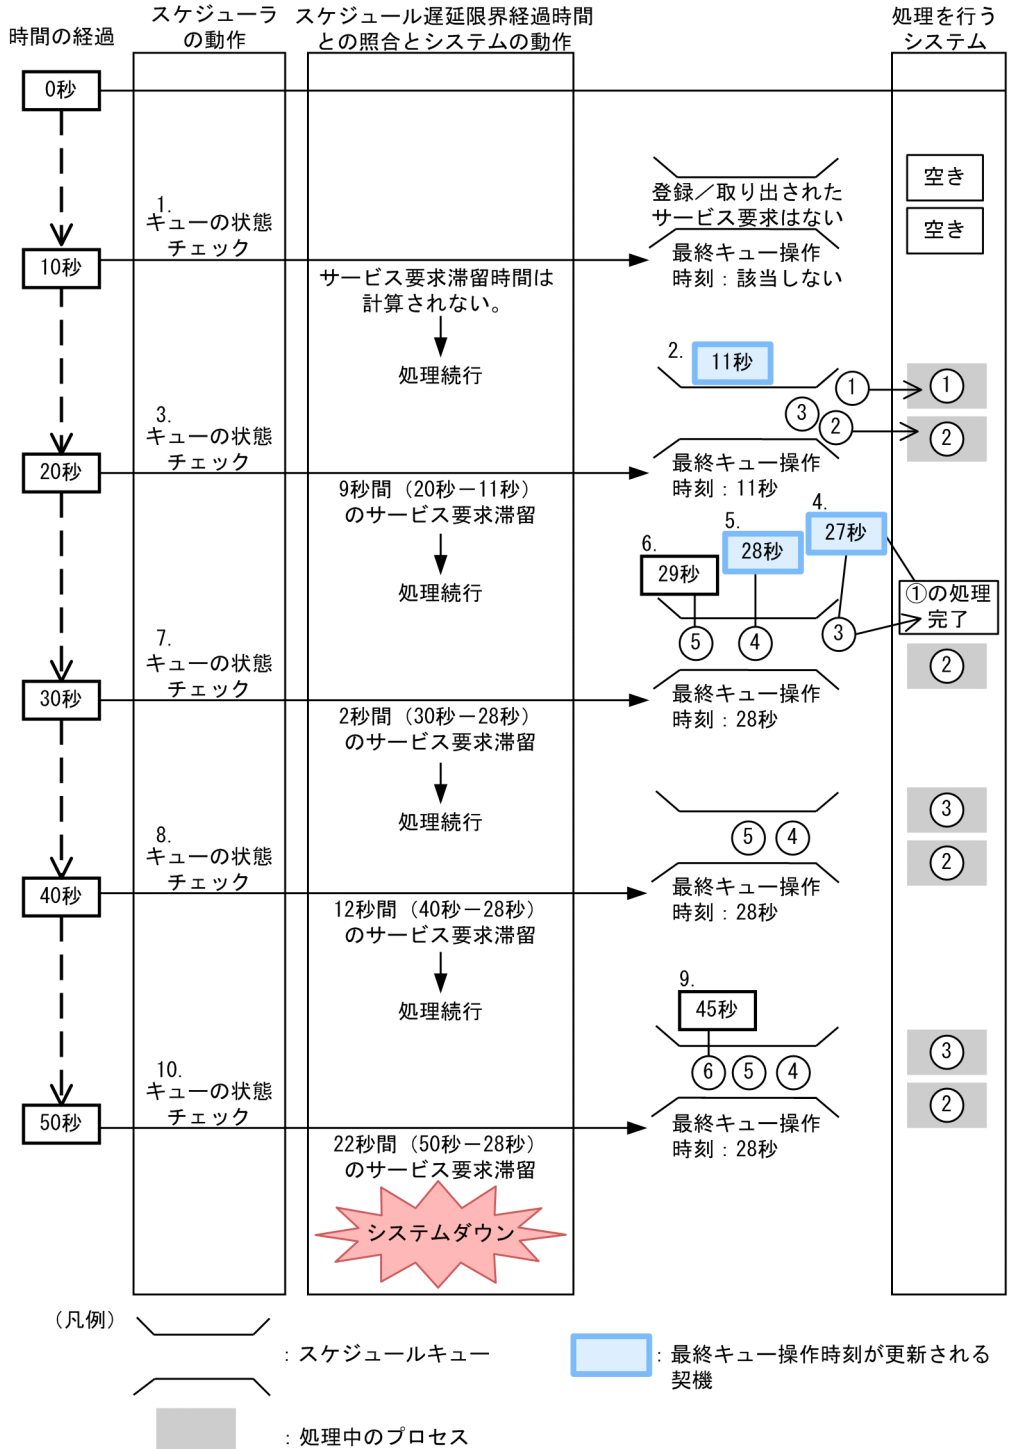 時間の経過
スケジューラ
の動作
スケジュール遅延限界経過時間
との照合とシステムの動作
処理を行う
システム
0秒
空き
登録／取り出された
サービス要求はない
空き
1.
キューの状態
チェック
10秒
最終キュー操作
時刻：該当しない
サービス要求滞留時間は
計算されない。
処理続行
2.
11秒
①
①
③
②
②
3.
キューの状態
チェック
20秒
最終キュー操作
時刻：11秒
9秒間（20秒－11秒）
のサービス要求滞留
処理続行
4.
27秒
5.
28秒
6.
29秒
①の処理
完了
⑤
④
③
②
7.
キューの状態
チェック
30秒
最終キュー操作
時刻：28秒
2秒間（30秒－28秒）
のサービス要求滞留
処理続行
③
⑤
④
②
8.
キューの状態
チェック
40秒
最終キュー操作
時刻：28秒
12秒間（40秒－28秒）
のサービス要求滞留
処理続行
9.
45秒
③
⑥
⑤
④
②
10.
キューの状態
チェック
50秒
最終キュー操作
時刻：28秒
22秒間（50秒－28秒）
のサービス要求滞留
システムダウン
（凡例）
：スケジュールキュー
：最終キュー操作時刻が更新される
契機
：処理中のプロセス